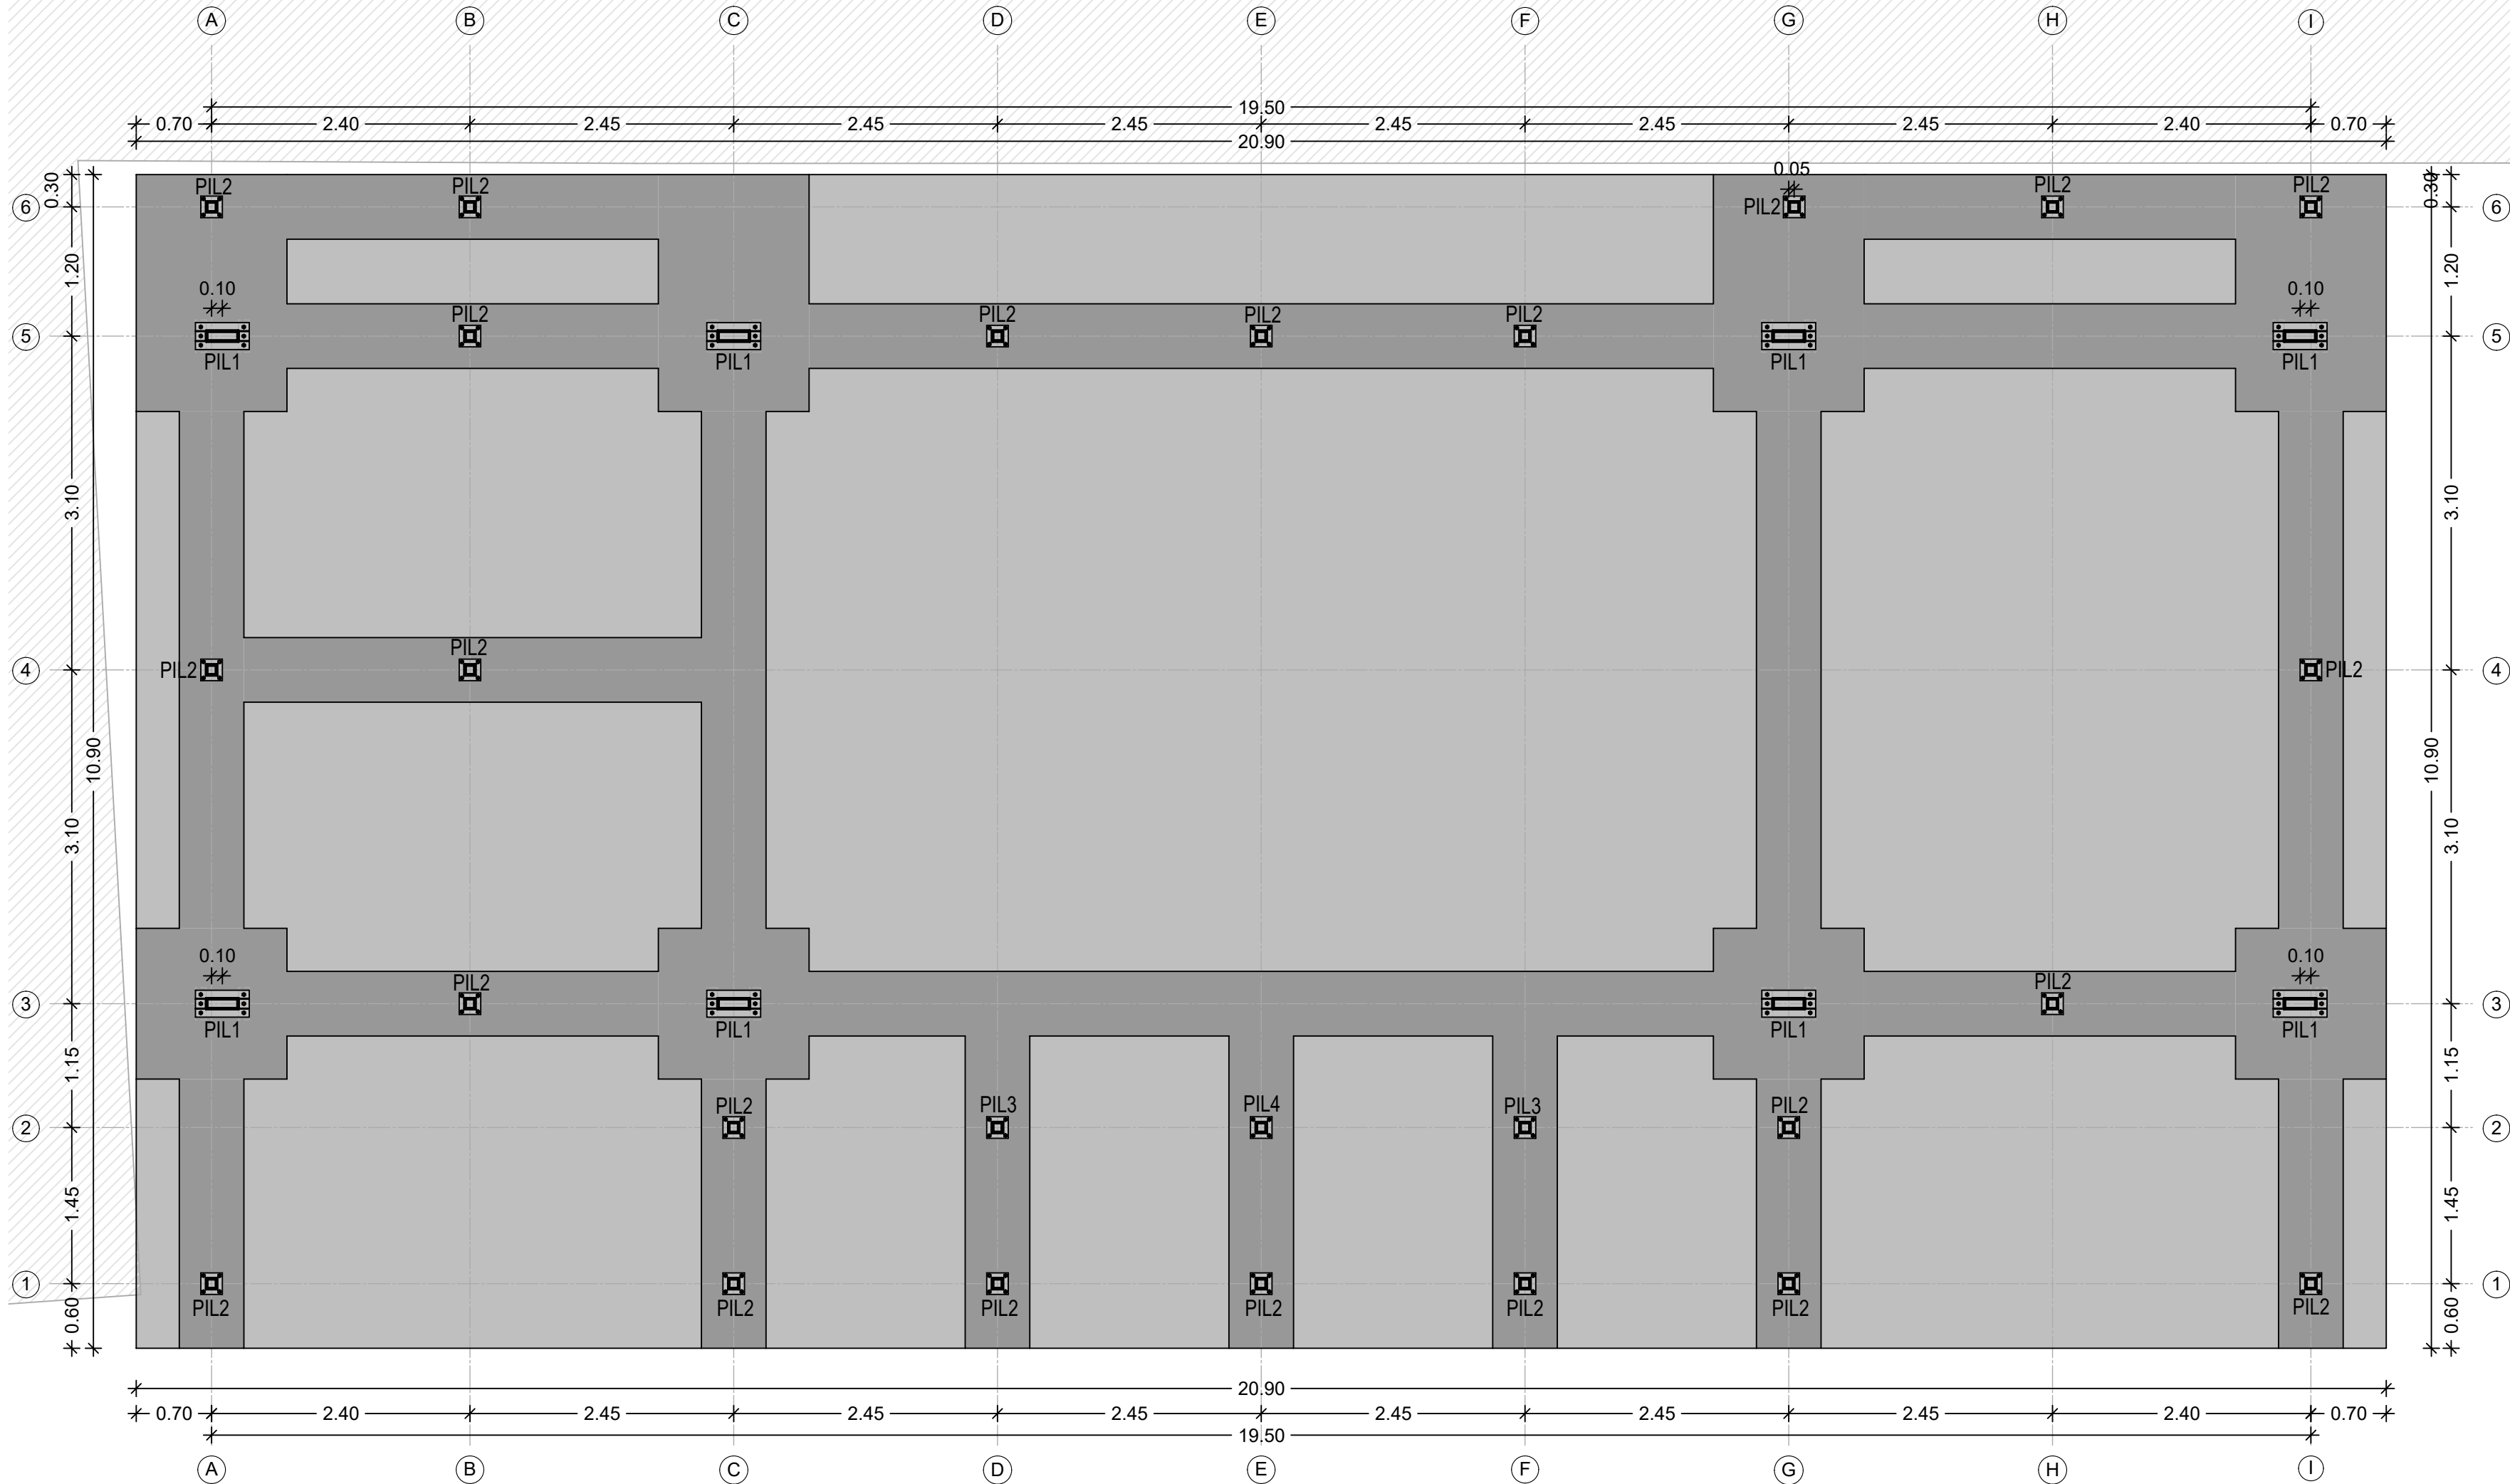 A B C D E F G H I
19.50
0.70 2.40 2.45 2.45 2.45 2.45 2.45 2.45 2.40 0.70
20.90
0.30 0.05 0.30
PIL2 PIL2 PIL2 PIL2
6 PIL2 6
1.20 1.20
0.10 0.10
PIL2 PIL2 PIL2 PIL2
5 5
PIL1 PIL1 PIL1 PIL1
3.10 3.10
PIL2
4 PIL2 PIL2 4
10.90 10.90
3.10 3.10
0.10 0.10
PIL2 PIL2
3 3
PIL1 PIL1 PIL1 PIL1
1.15 1.15
PIL2 PIL3 PIL4 PIL3 PIL2
2 2
1.45 1.45
1 1
PIL2 PIL2 PIL2 PIL2 PIL2 PIL2 PIL2
0.60 0.60
20.90
0.70 2.40 2.45 2.45 2.45 2.45 2.45 2.45 2.40 0.70
19.50
A B C D E F G H I